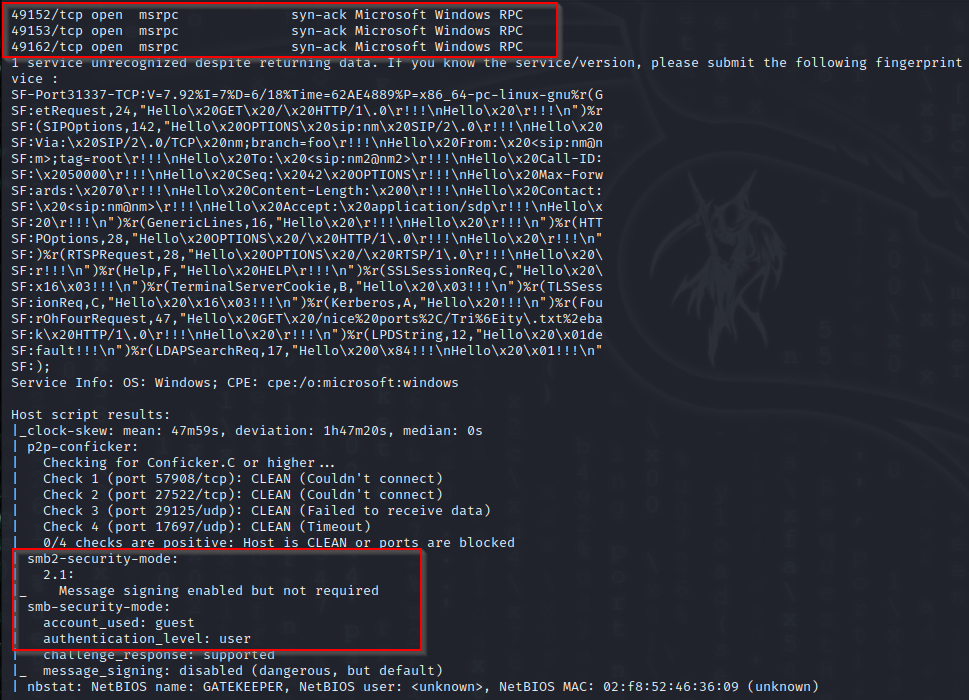 49152/tcp open  msrpc              syn-ack Microsoft Windows RPC
49153/tcp open  msrpc              syn-ack Microsoft Windows RPC
49162/tcp open  msrpc              syn-ack Microsoft Windows RPC
1 service unrecognized despite returning data. If you know the service/version, please submit the following fingerprint
vice :
SF-Port31337-TCP:V=7.92%I=7%D=6/18%Time=62AE4889%P=x86_64-pc-linux-gnu%r(G
SF:etRequest,24,"Hello\x20GET\x20/\x20HTTP/1\.0\r!!!\nHello\x20\r!!!\n")%r
SF:(SIPOptions,142,"Hello\x20OPTIONS\x20sip:nm\x20SIP/2\.0\r!!!\nHello\x20
SF:Via:\x20SIP/2\.0/TCP\x20nm;branch=foo\r!!!\nHello\x20From:\x20<sip:nm@n
SF:m>;tag=root\r!!!\nHello\x20To:\x20<sip:nm2@nm2>\r!!!\nHello\x20Call-ID:
SF:\x2050000\r!!!\nHello\x20CSeq:\x2042\x20OPTIONS\r!!!\nHello\x20Max-Forw
SF:ards:\x2070\r!!!\nHello\x20Content-Length:\x200\r!!!\nHello\x20Contact:
SF:\x20<sip:nm@nm>\r!!!\nHello\x20Accept:\x20application/sdp\r!!!\nHello\x
SF:20\r!!!\n")%r(GenericLines,16,"Hello\x20\r!!!\nHello\x20\r!!!\n")%r(HTT
SF:POptions,28,"Hello\x20OPTIONS\x20/\x20HTTP/1\.0\r!!!\nHello\x20\r!!!\n"
SF:)%r(RTSPRequest,28,"Hello\x20OPTIONS\x20/\x20RTSP/1\.0\r!!!\nHello\x20\
SF:r!!!\n")%r(Help,F,"Hello\x20HELP\r!!!\n")%r(SSLSessionReq,C,"Hello\x20\
SF:x16\x03!!!\n")%r(TerminalServerCookie,B,"Hello\x20\x03!!!\n")%r(TLSSess
SF:ionReq,C,"Hello\x20\x16\x03!!!\n")%r(Kerberos,A,"Hello\x20!!!\n")%r(Fou
SF:rOhFourRequest,47,"Hello\x20GET\x20/nice%20ports%2C/Tri%6Eity\.txt%2eba
SF:k\x20HTTP/1\.0\r!!!\nHello\x20\r!!!\n")%r(LPDString,12,"Hello\x20\x01de
SF:fault!!!\n")%r(LDAPSearchReq,17,"Hello\x200\x84!!!\nHello\x20\x01!!!\n"
SF:);
Service Info: OS: Windows; CPE: cpe:/o:microsoft:windows

Host script results:
|_clock-skew: mean: 47m59s, deviation: 1h47m20s, median: 0s
| p2p-conficker:
|   Checking for Conficker.C or higher...
|   Check 1 (port 57908/tcp): CLEAN (Couldn't connect)
|   Check 2 (port 27522/tcp): CLEAN (Couldn't connect)
|   Check 3 (port 29125/udp): CLEAN (Failed to receive data)
|   Check 4 (port 17697/udp): CLEAN (Timeout)
|   0/4 checks are positive: Host is CLEAN or ports are blocked
| smb2-security-mode:
|   2.1:
|_    Message signing enabled but not required
| smb-security-mode:
|   account_used: guest
|   authentication_level: user
|   challenge_response: supported
|_  message_signing: disabled (dangerous, but default)
| nbstat: NetBIOS name: GATEKEEPER, NetBIOS user: <unknown>, NetBIOS MAC: 02:f8:52:46:36:09 (unknown)